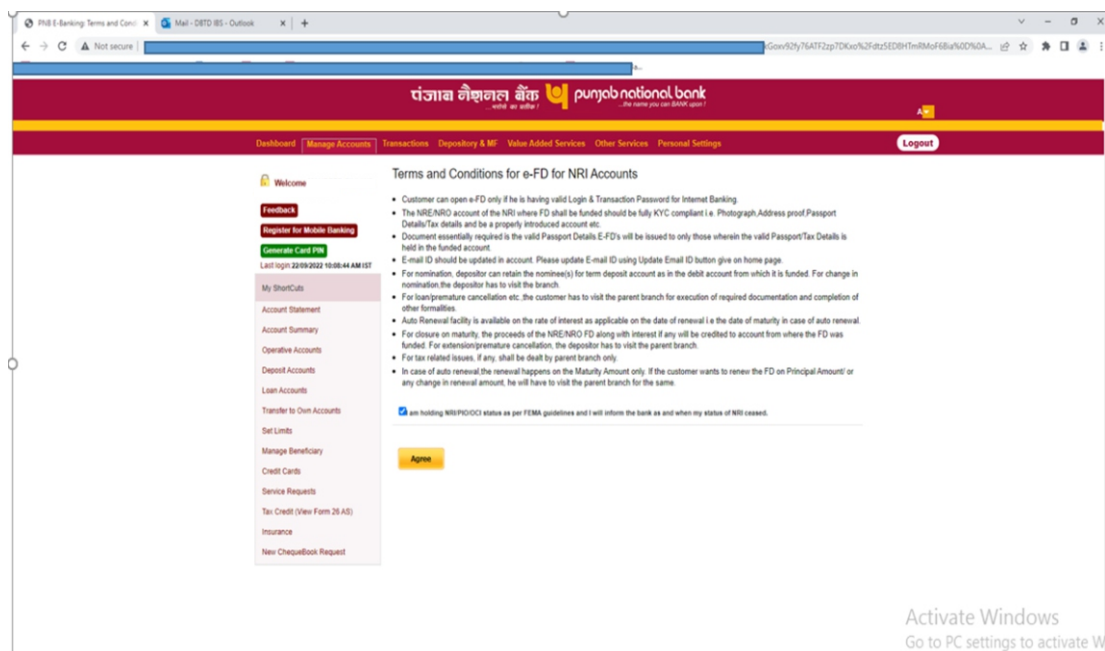 PNB E-Banking: Terms and Cond
Mail - DBTD IBS - Outlook
Not secure
पंजाब नैशनल बैंक
...भरोसे का प्रतीक !
punjab national bank
...the name you can BANK upon !
Dashboard Manage Accounts Transactions Depository & MF Value Added Services Other Services Personal Settings
Logout
Welcome
Feedback
Register for Mobile Banking
Generate Card PIN
Last login 22/09/2022 10:08:44 AM IST
My ShortCuts
Account Statement
Account Summary
Operative Accounts
Deposit Accounts
Loan Accounts
Transfer to Own Accounts
Set Limits
Manage Beneficiary
Credit Cards
Service Requests
Tax Credit (View Form 26 AS)
Insurance
New ChequeBook Request
Terms and Conditions for e-FD for NRI Accounts
Customer can open e-FD only if he is having valid Login & Transaction Password for Internet Banking.
The NRE/NRO account of the NRI where FD shall be funded should be fully KYC compliant i.e. Photograph,Address proof,Passport
Details/Tax details and be a properly introduced account etc.
Document essentially required is the valid Passport Details.E-FD's will be issued to only those wherein the valid Passport/Tax Details is
held in the funded account.
E-mail ID should be updated in account. Please update E-mail ID using Update Email ID button give on home page.
For nomination, depositor can retain the nominee(s) for term deposit account as in the debit account from which it is funded. For change in
nomination,the depositor has to visit the branch.
For loan/premature cancellation etc.,the customer has to visit the parent branch for execution of required documentation and completion of
other formalities.
Auto Renewal facility is available on the rate of interest as applicable on the date of renewal i.e the date of maturity in case of auto renewal.
For closure on maturity, the proceeds of the NRE/NRO FD along with interest if any will be credited to account from where the FD was
funded. For extension/premature cancellation, the depositor has to visit the parent branch.
For tax related issues, if any, shall be dealt by parent branch only.
In case of auto renewal,the renewal happens on the Maturity Amount only. If the customer wants to renew the FD on Principal Amount/ or
any change in renewal amount, he will have to visit the parent branch for the same.
I am holding NRI/PIO/OCI status as per FEMA guidelines and I will inform the bank as and when my status of NRI ceased.
Agree
Activate Windows
Go to PC settings to activate W